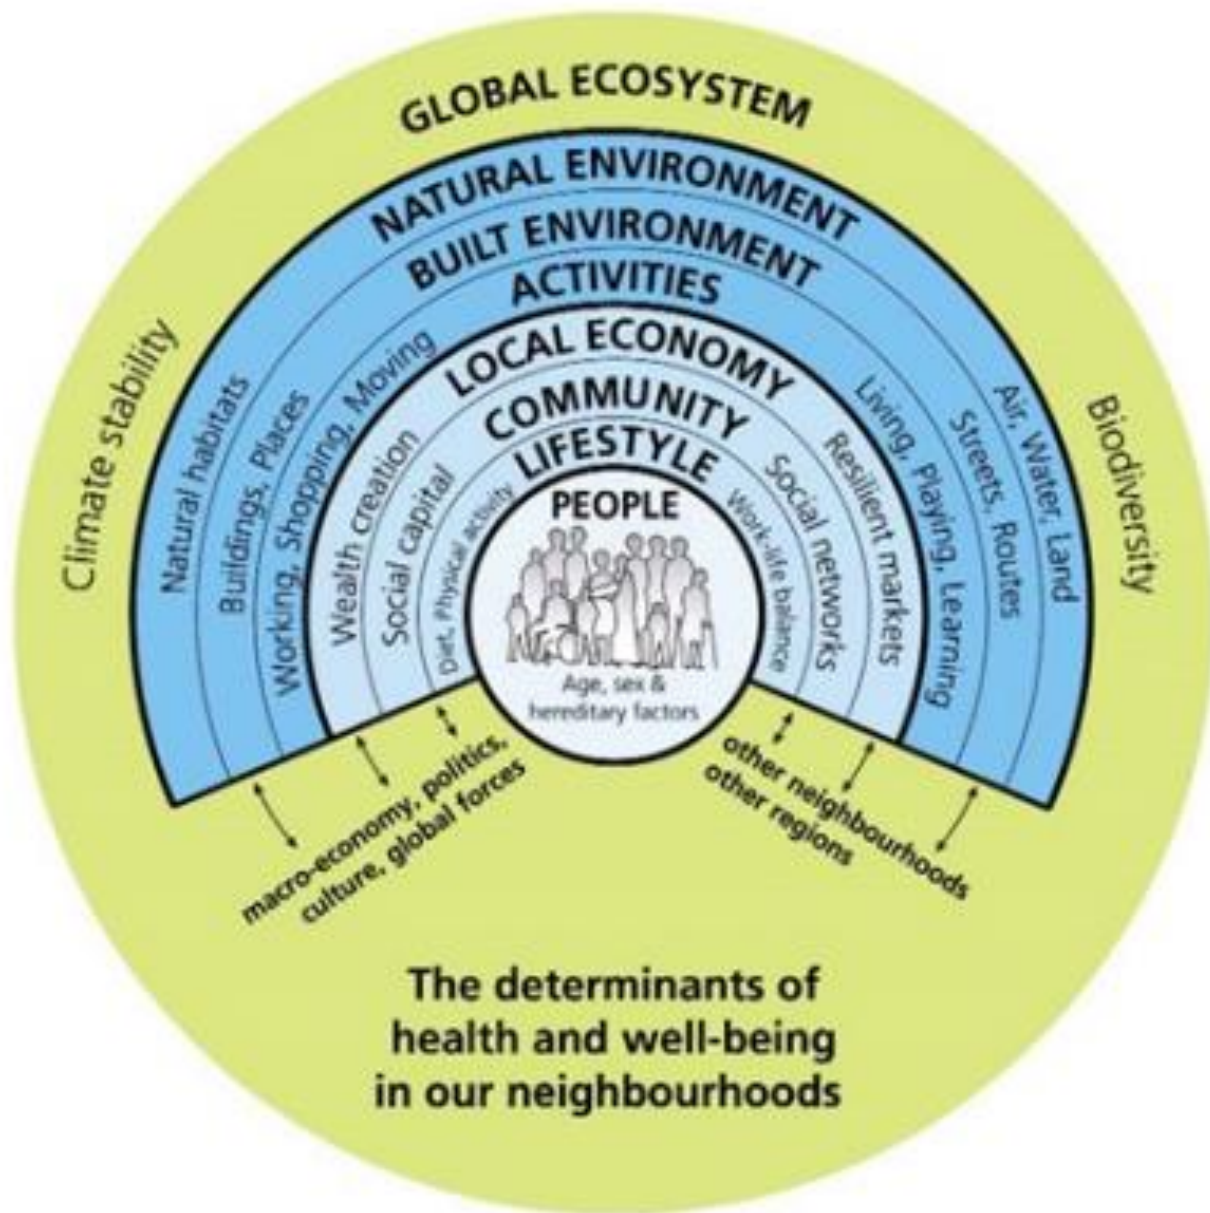 GLOBAL ECOSYSTEM
Climate stability
Biodiversity
NATURAL ENVIRONMENT
Natural habitats
Air, Water, Land
BUILT ENVIRONMENT
Buildings, Places
Streets, Routes
ACTIVITIES
Working, Shopping, Moving
Living, Playing, Learning
LOCAL ECONOMY
Wealth creation
Resilient markets
COMMUNITY
Social capital
Social networks
LIFESTYLE
Diet, Physical activity
Work-life balance
PEOPLE
Age, sex &
hereditary factors
macro-economy, politics,
culture, global forces
other neighbourhoods
other regions
The determinants of
health and well-being
in our neighbourhoods